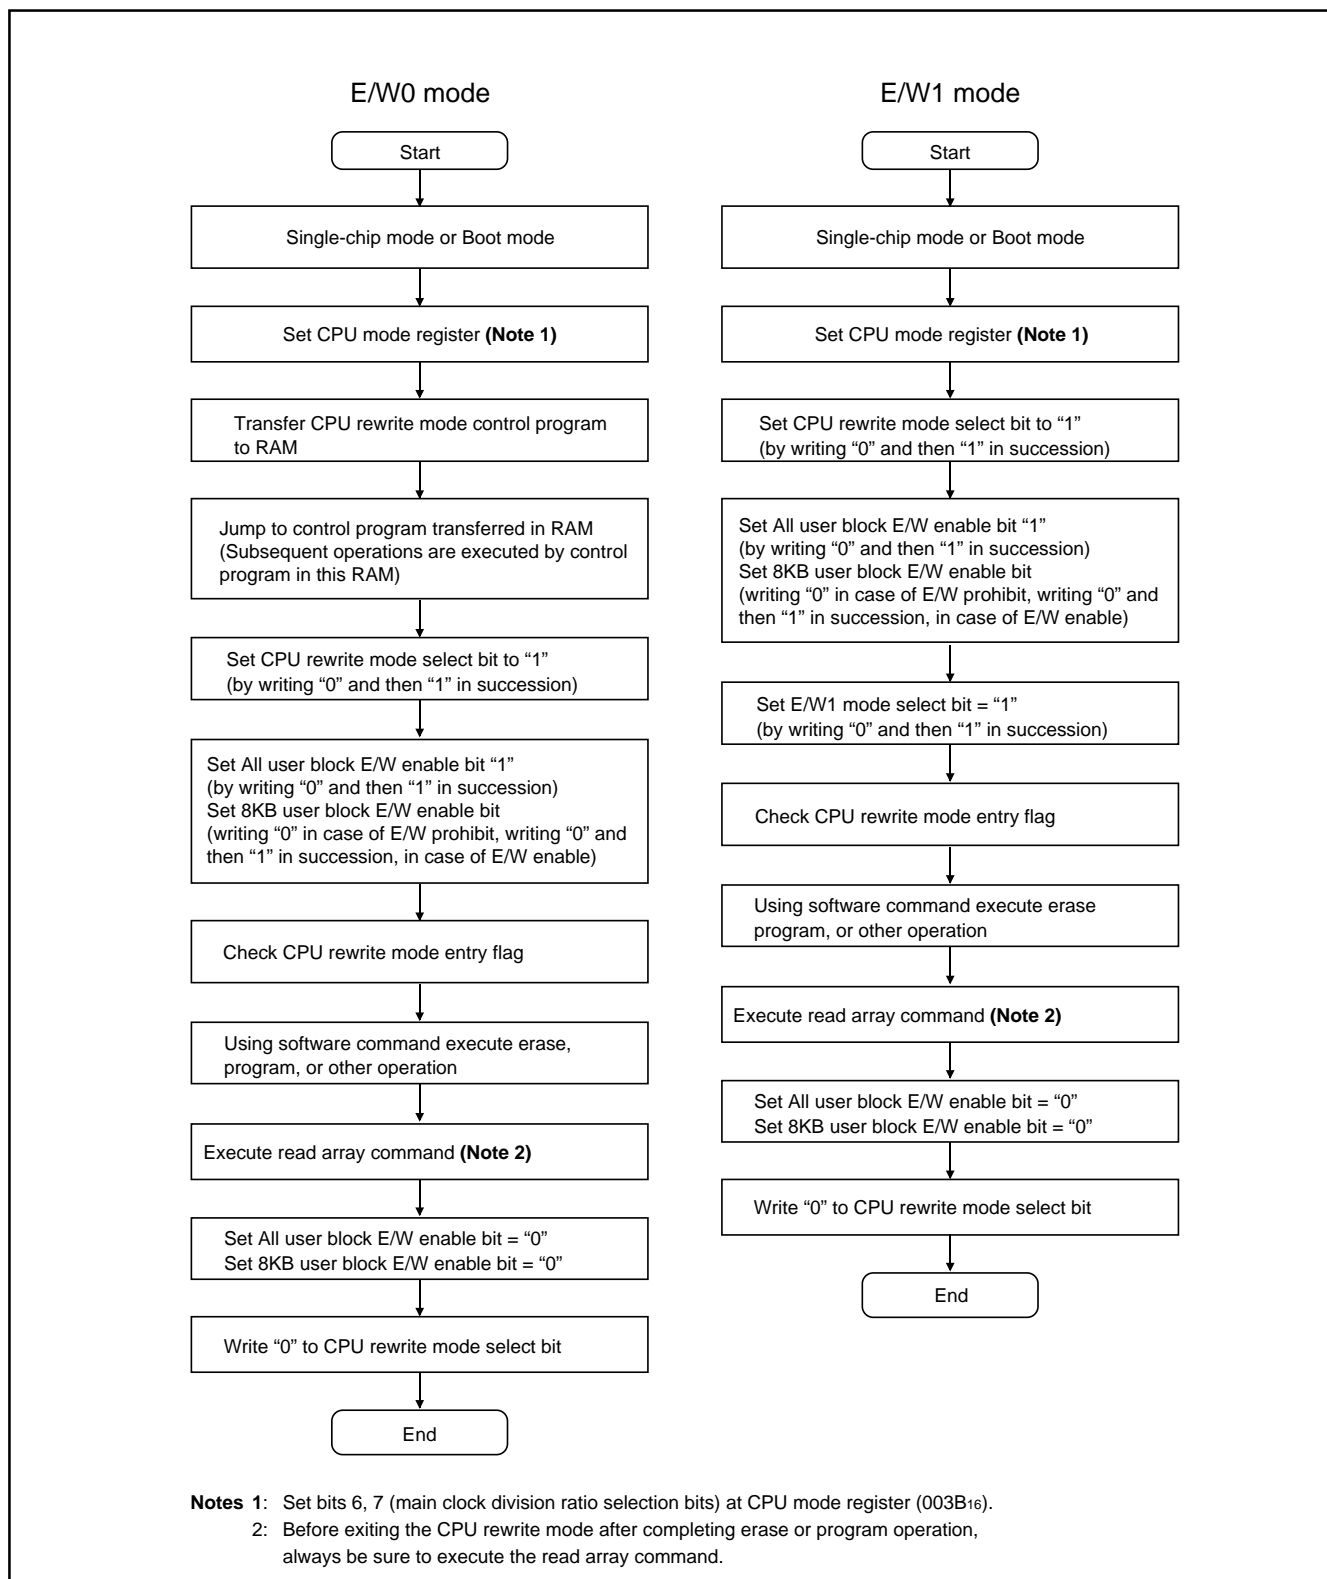 E/W0 mode
Start
Single-chip mode or Boot mode
Set CPU mode register (Note 1)
Transfer CPU rewrite mode control program
to RAM
Jump to control program transferred in RAM
(Subsequent operations are executed by control
program in this RAM)
Set CPU rewrite mode select bit to “1”
(by writing “0” and then “1” in succession)
Set All user block E/W enable bit “1”
(by writing “0” and then “1” in succession)
Set 8KB user block E/W enable bit
(writing “0” in case of E/W prohibit, writing “0” and
then “1” in succession, in case of E/W enable)
Check CPU rewrite mode entry flag
Using software command execute erase,
program, or other operation
Execute read array command (Note 2)
Set All user block E/W enable bit = “0”
Set 8KB user block E/W enable bit = “0”
Write “0” to CPU rewrite mode select bit
End
E/W1 mode
Start
Single-chip mode or Boot mode
Set CPU mode register (Note 1)
Set CPU rewrite mode select bit to “1”
(by writing “0” and then “1” in succession)
Set All user block E/W enable bit “1”
(by writing “0” and then “1” in succession)
Set 8KB user block E/W enable bit
(writing “0” in case of E/W prohibit, writing “0” and
then “1” in succession, in case of E/W enable)
Set E/W1 mode select bit = “1”
(by writing “0” and then “1” in succession)
Check CPU rewrite mode entry flag
Using software command execute erase
program, or other operation
Execute read array command (Note 2)
Set All user block E/W enable bit = “0”
Set 8KB user block E/W enable bit = “0”
Write “0” to CPU rewrite mode select bit
End
Notes 1: Set bits 6, 7 (main clock division ratio selection bits) at CPU mode register (003B16).
2: Before exiting the CPU rewrite mode after completing erase or program operation,
always be sure to execute the read array command.